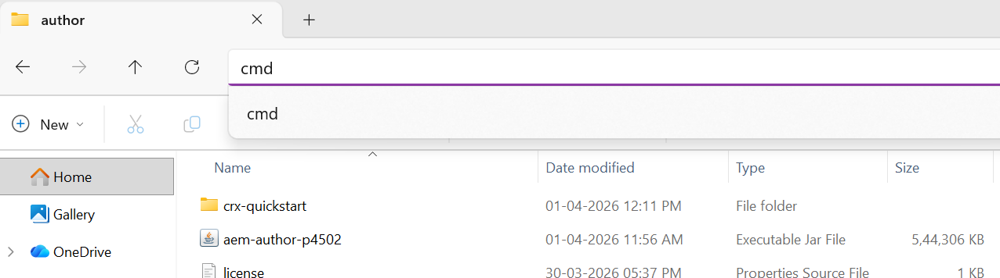 author
cmd
cmd
New
Name Date modified Type Size
Home
crx-quickstart 01-04-2026 12:11 PM File folder
Gallery
aem-author-p4502 01-04-2026 11:56 AM Executable Jar File 5,44,306 KB
OneDrive
license 30-03-2026 05:37 PM Properties Source File 1 KB